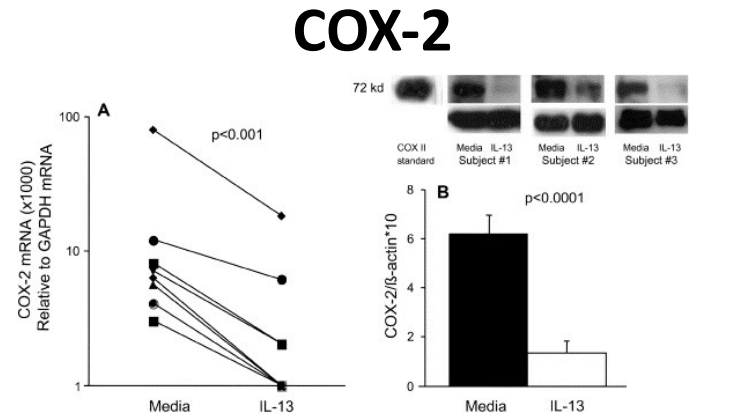 COX-2
72 kd
COX II
standard
Media IL-13
Subject #1
Media IL-13
Subject #2
Media IL-13
Subject #3
A
p<0.001
COX-2 mRNA (x1000)
Relative to GAPDH mRNA
100
10
1
Media IL-13
B
p<0.0001
COX-2/ß-actin*10
8
6
4
2
0
Media IL-13